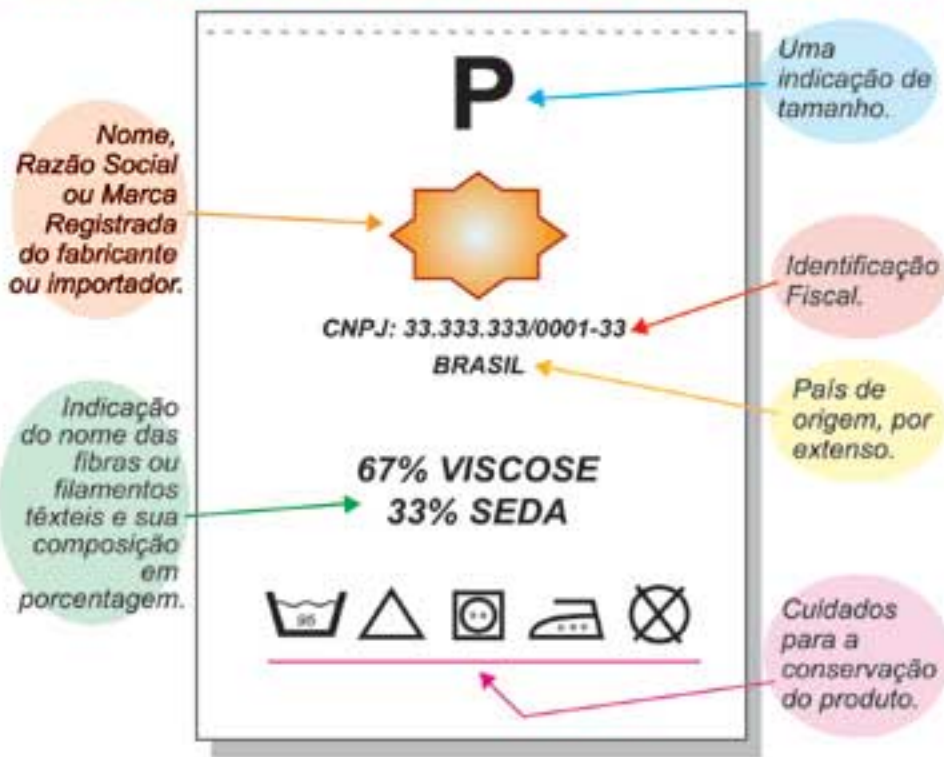 P
Uma
indicação de
tamanho.
Nome,
Razão Social
ou Marca
Registrada
do fabricante
ou importador.
Identificação
Fiscal.
CNPJ: 33.333.333/0001-33
BRASIL
País de
origem, por
extenso.
Indicação
do nome das
fibras ou
filamentos
têxteis e sua
composição
em
porcentagem.
67% VISCOSE
33% SEDA
95
Cuidados
para a
conservação
do produto.